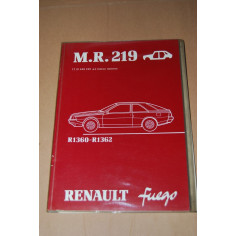 M.R. 219
R1360-R1362
RENAULT fuego